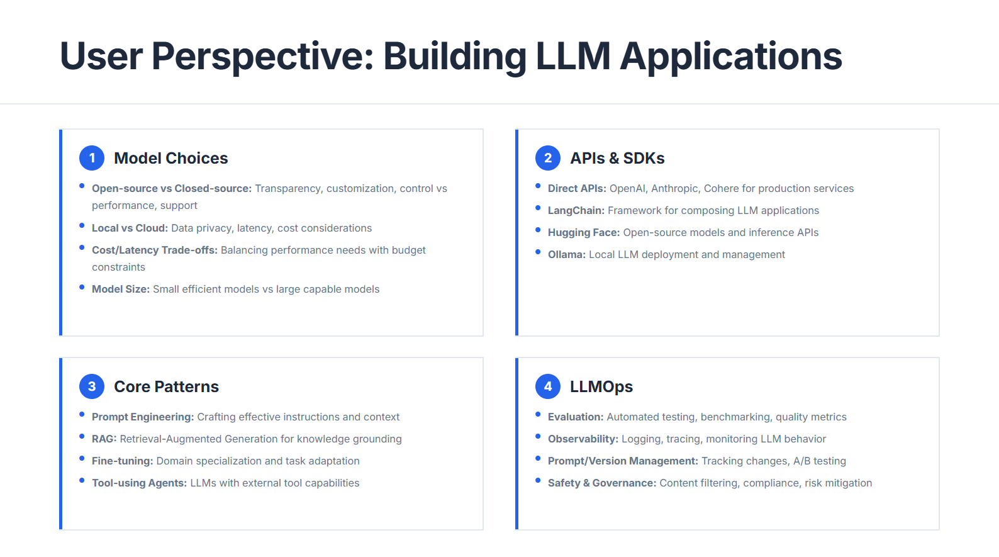 User Perspective: Building LLM Applications
1
Model Choices
Open-source vs Closed-source: Transparency, customization, control vs
performance, support
Local vs Cloud: Data privacy, latency, cost considerations
Cost/Latency Trade-offs: Balancing performance needs with budget
constraints
Model Size: Small efficient models vs large capable models
2
APIs & SDKs
Direct APIs: OpenAI, Anthropic, Cohere for production services
LangChain: Framework for composing LLM applications
Hugging Face: Open-source models and inference APIs
Ollama: Local LLM deployment and management
3
Core Patterns
Prompt Engineering: Crafting effective instructions and context
RAG: Retrieval-Augmented Generation for knowledge grounding
Fine-tuning: Domain specialization and task adaptation
Tool-using Agents: LLMs with external tool capabilities
4
LLMOps
Evaluation: Automated testing, benchmarking, quality metrics
Observability: Logging, tracing, monitoring LLM behavior
Prompt/Version Management: Tracking changes, A/B testing
Safety & Governance: Content filtering, compliance, risk mitigation